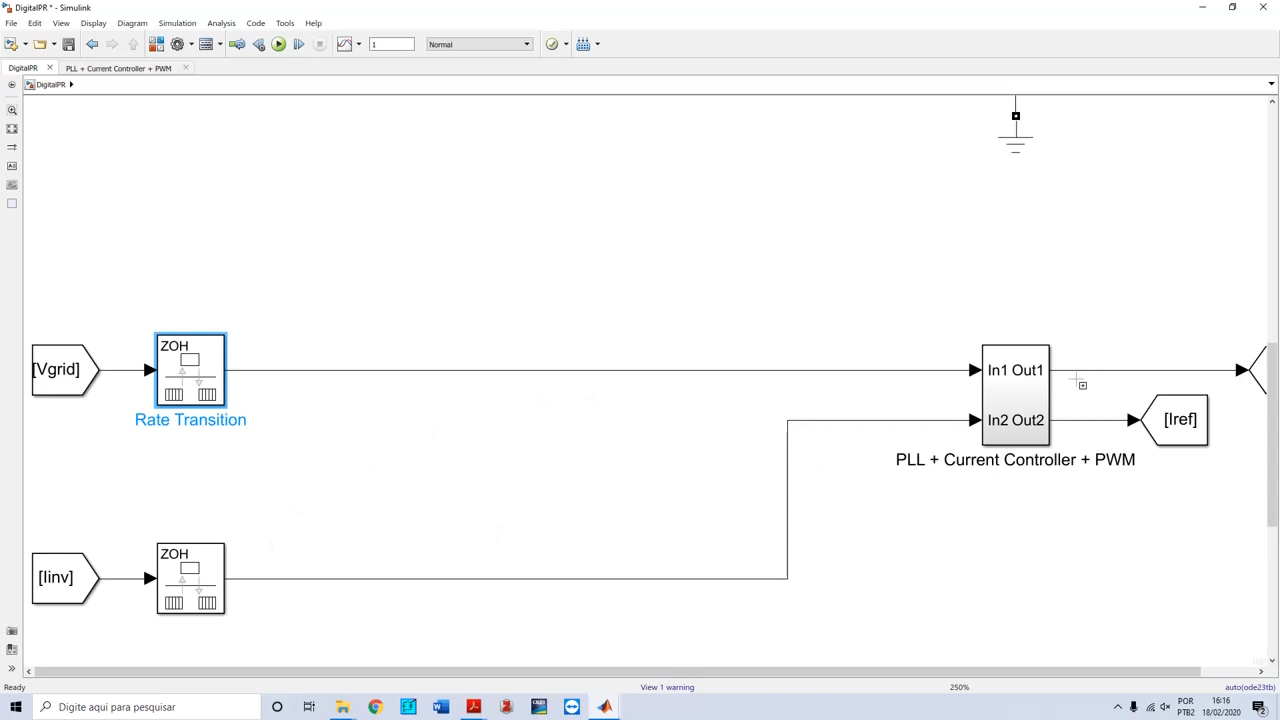 DigitalPR * - Simulink
File Edit View Display Diagram Simulation Analysis Code Tools Help
1 Normal
DigitalPR PLL + Current Controller + PWM
DigitalPR
[Vgrid] ZOH In1 Out1
Rate Transition In2 Out2 [Iref]
PLL + Current Controller + PWM
[Iinv] ZOH
Ready View 1 warning 250% auto(ode23tb)
Digite aqui para pesquisar POR 16:16
PTB2 18/02/2020 2